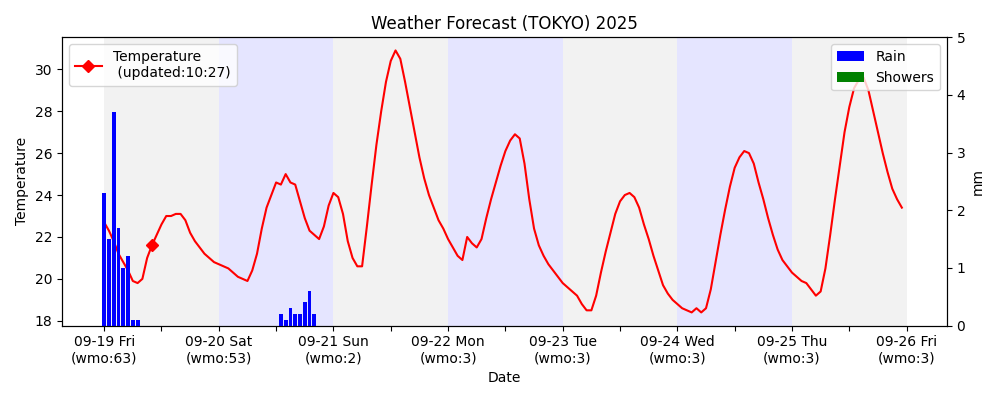 Weather Forecast (TOKYO) 2025
Temperature
(updated:10:27)
Rain
Showers
Temperature
30
28
26
24
22
20
18
5
4
3
2
1
0
mm
09-19 Fri
(wmo:63)
09-20 Sat
(wmo:53)
09-21 Sun
(wmo:2)
09-22 Mon
(wmo:3)
09-23 Tue
(wmo:3)
09-24 Wed
(wmo:3)
09-25 Thu
(wmo:3)
09-26 Fri
(wmo:3)
Date